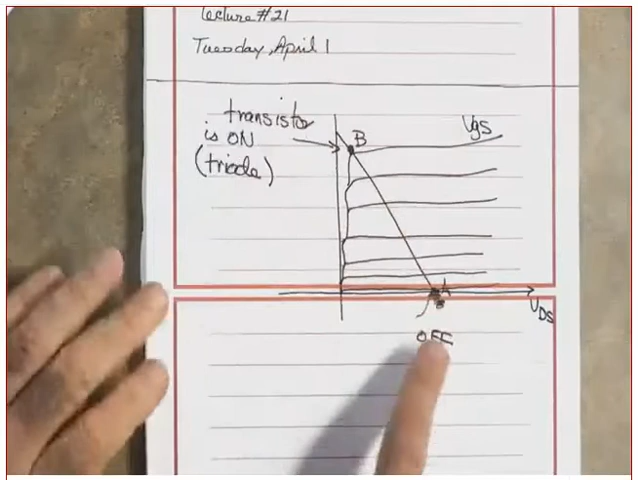 Lecture #21
Tuesday, April 1
transistor
is ON
(triode)
B
Vgs
A
VDS
OFF